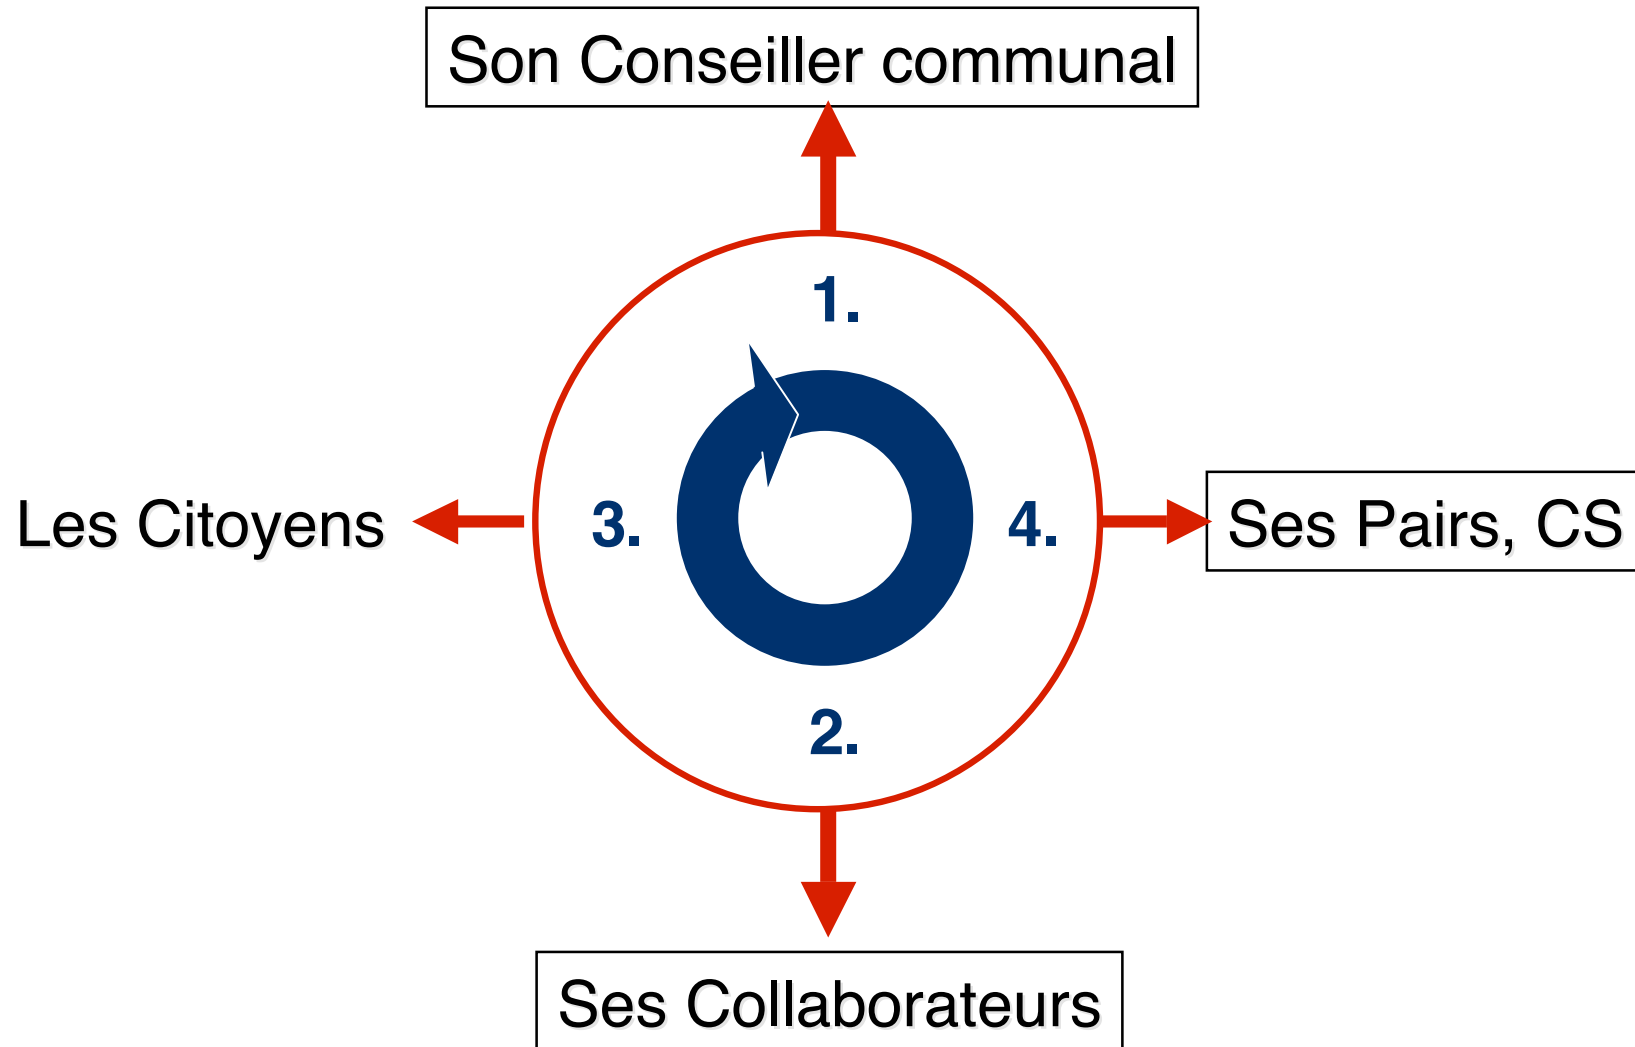 Son Conseiller communal
1.
Les Citoyens
3.
4.
Ses Pairs, CS
2.
Ses Collaborateurs